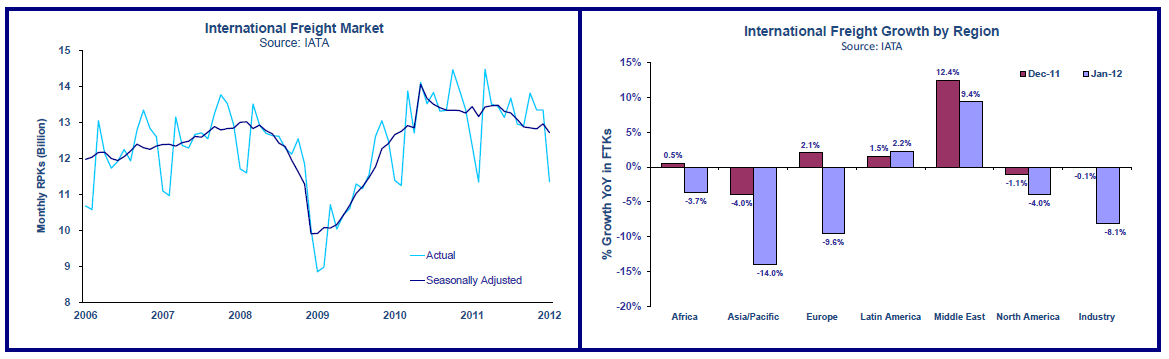 International Freight Market
Source: IATA
Monthly RPKs (Billion)
15
14
13
12
11
10
9
8
2006
2007
2008
2009
2010
2011
2012
Actual
Seasonally Adjusted
International Freight Growth by Region
Source: IATA
% Growth YoY in FTKs
15%
10%
5%
0%
-5%
-10%
-15%
-20%
Dec-11
Jan-12
0.5%
-3.7%
-4.0%
-14.0%
2.1%
-9.6%
1.5%
2.2%
12.4%
9.4%
-1.1%
-4.0%
-0.1%
-8.1%
Africa
Asia/Pacific
Europe
Latin America
Middle East
North America
Industry